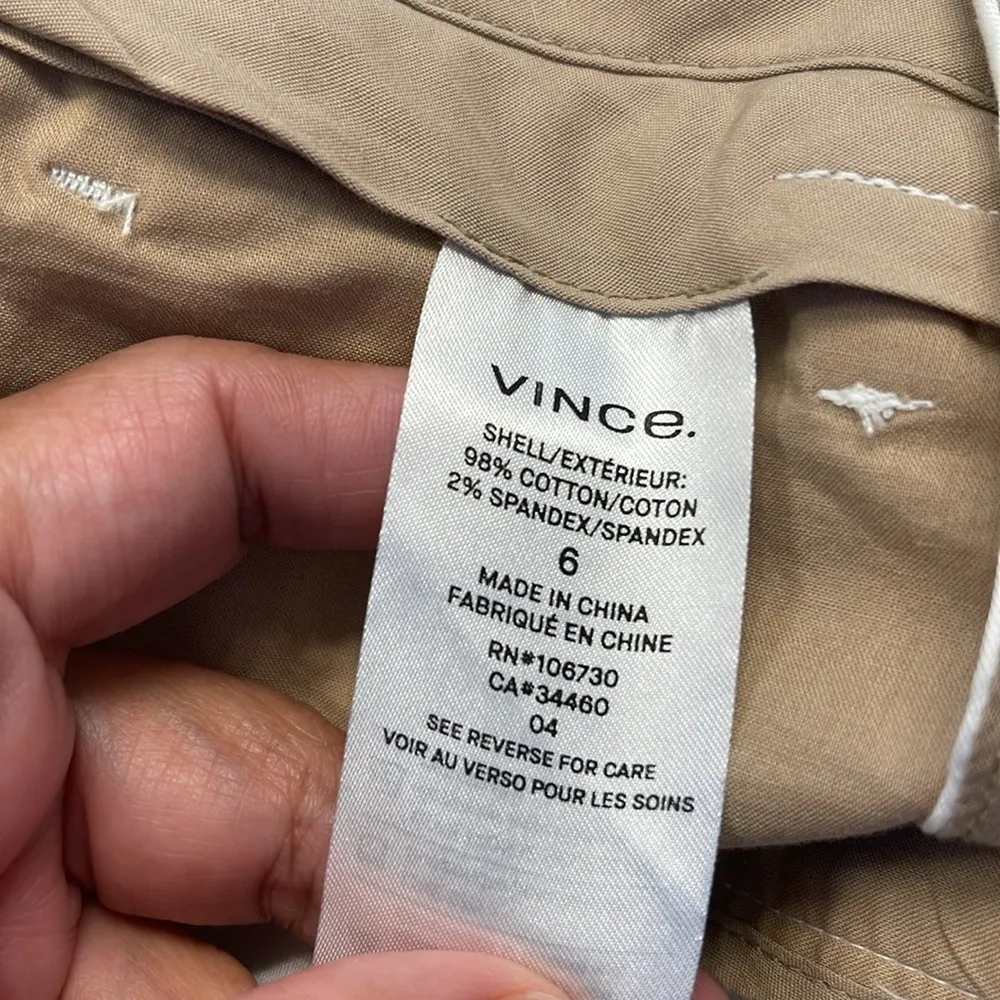 VINCe.
SHELL/EXTÉRIEUR:
98% COTTON/COTON
2% SPANDEX/SPANDEX
6
MADE IN CHINA
FABRIQUÉ EN CHINE
RN#106730
CA#34460
04
SEE REVERSE FOR CARE
VOIR AU VERSO POUR LES SOINS